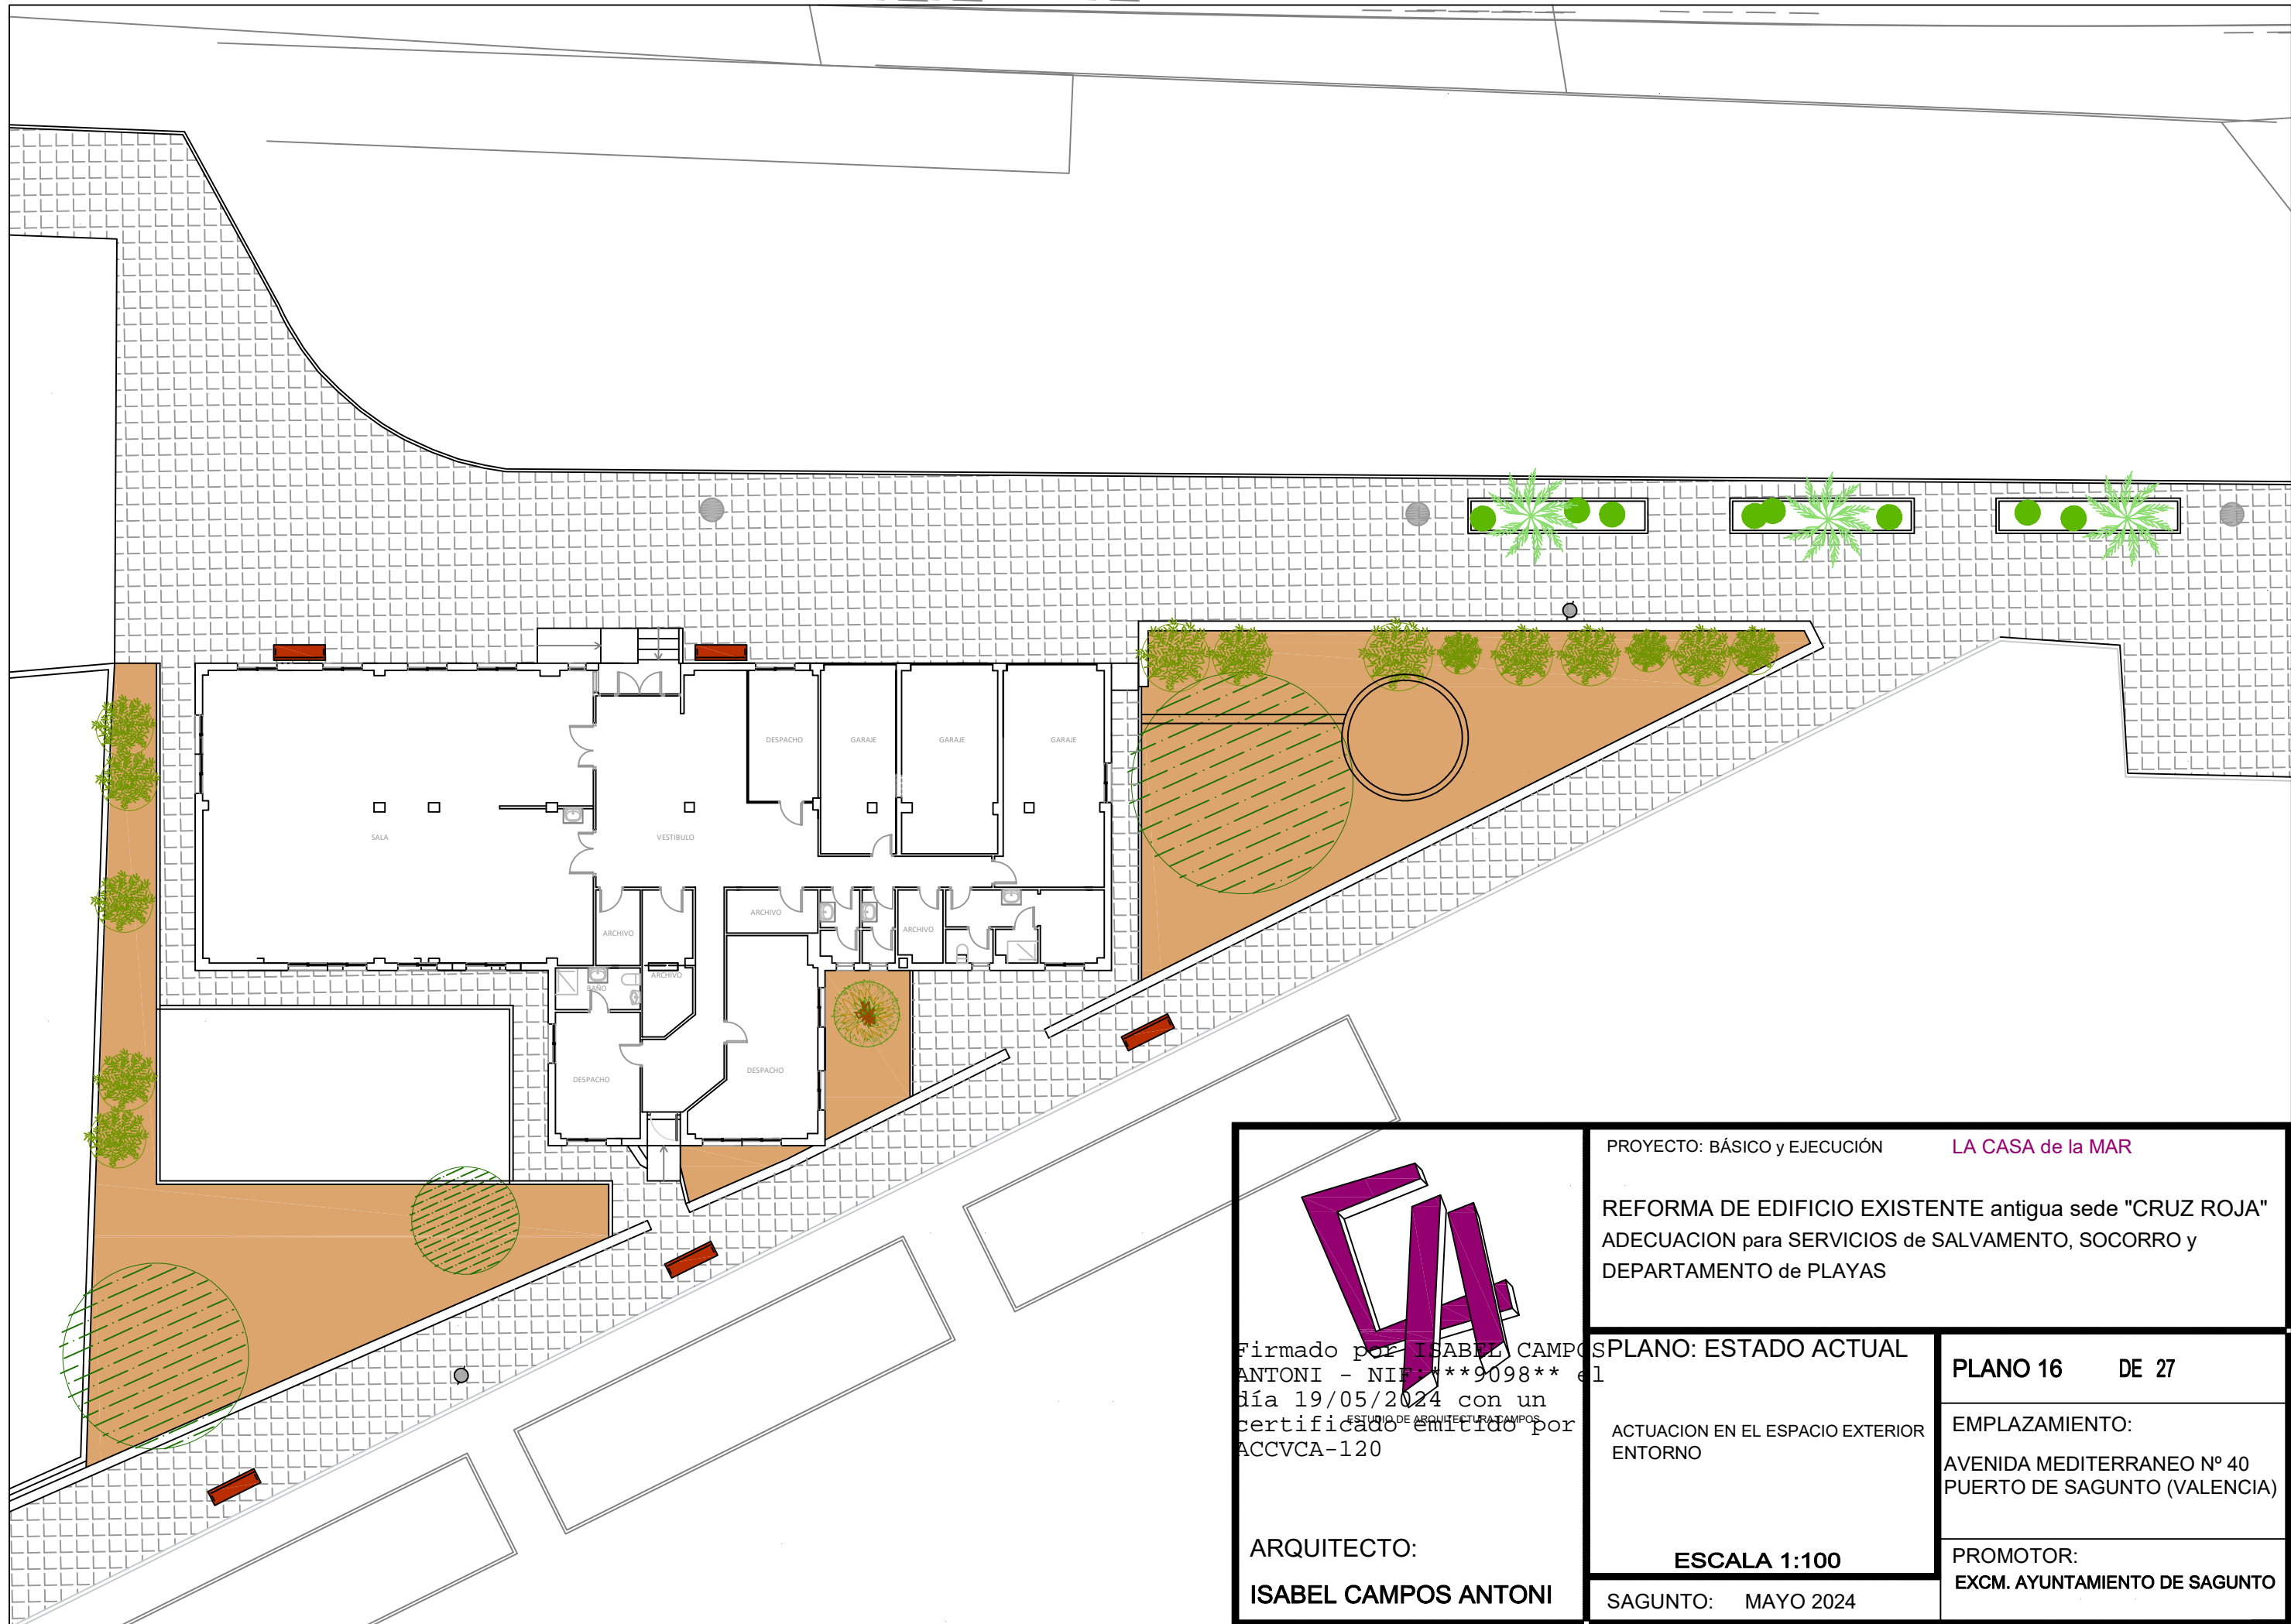 DESPACHO
GARAJE
GARAJE
GARAJE
SALA
VESTIBULO
ARCHIVO
ARCHIVO
ARCHIVO
ARCHIVO
BAÑO
DESPACHO
DESPACHO
Firmado por ISABEL CAMPOS
ANTONI - NIF:***9098** el
día 19/05/2024 con un
certificado emitido por
ACCVCA-120
ESTUDIO DE ARQUITECTURA CAMPOS
ARQUITECTO:
ISABEL CAMPOS ANTONI
PROYECTO: BÁSICO y EJECUCIÓN LA CASA de la MAR
REFORMA DE EDIFICIO EXISTENTE antigua sede "CRUZ ROJA"
ADECUACION para SERVICIOS de SALVAMENTO, SOCORRO y
DEPARTAMENTO de PLAYAS
PLANO: ESTADO ACTUAL
ACTUACION EN EL ESPACIO EXTERIOR
ENTORNO
ESCALA 1:100
SAGUNTO: MAYO 2024
PLANO 16 DE 27
EMPLAZAMIENTO:
AVENIDA MEDITERRANEO Nº 40
PUERTO DE SAGUNTO (VALENCIA)
PROMOTOR:
EXCM. AYUNTAMIENTO DE SAGUNTO